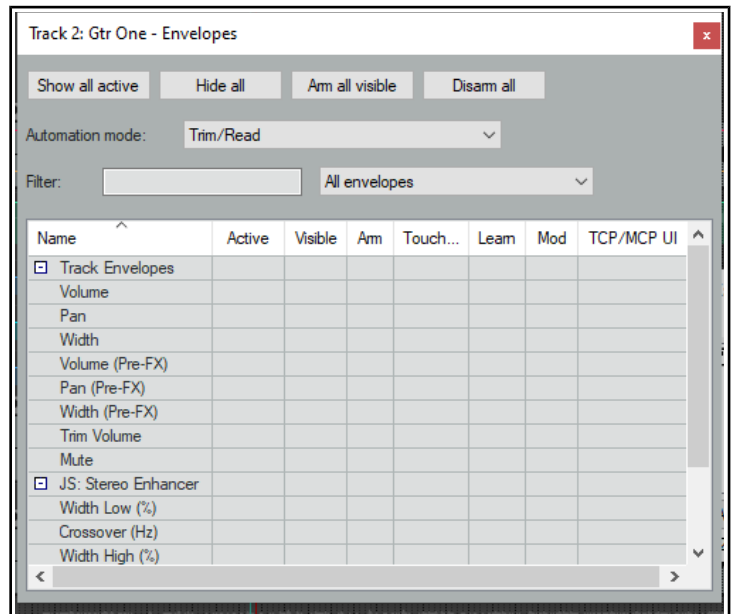 Track 2: Gtr One - Envelopes x
Show all active Hide all Arm all visible Disarm all
Automation mode: Trim/Read
Filter: All envelopes
Name Active Visible Arm Touch... Learn Mod TCP/MCP UI
Track Envelopes
Volume
Pan
Width
Volume (Pre-FX)
Pan (Pre-FX)
Width (Pre-FX)
Trim Volume
Mute
JS: Stereo Enhancer
Width Low (%)
Crossover (Hz)
Width High (%)